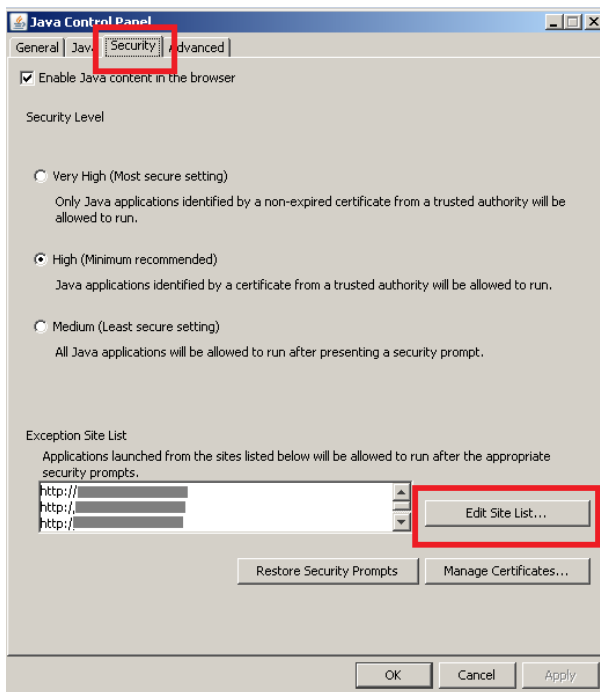 Java Control Panel
General Java Security Advanced
Enable Java content in the browser
Security Level
Very High (Most secure setting)
Only Java applications identified by a non-expired certificate from a trusted authority will be
allowed to run.
High (Minimum recommended)
Java applications identified by a certificate from a trusted authority will be allowed to run.
Medium (Least secure setting)
All Java applications will be allowed to run after presenting a security prompt.
Exception Site List
Applications launched from the sites listed below will be allowed to run after the appropriate
security prompts.
http://
http:/
http:/
Edit Site List...
Restore Security Prompts Manage Certificates...
OK Cancel Apply